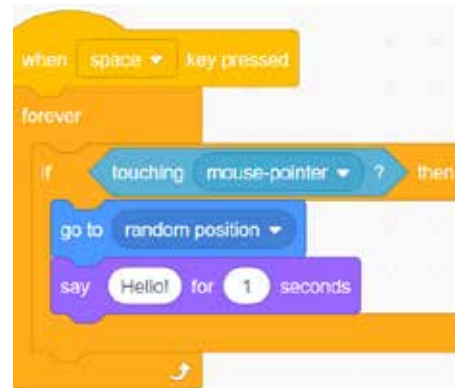 when space key pressed
forever
if touching mouse-pointer ? then
go to random position
say Hello! for 1 seconds